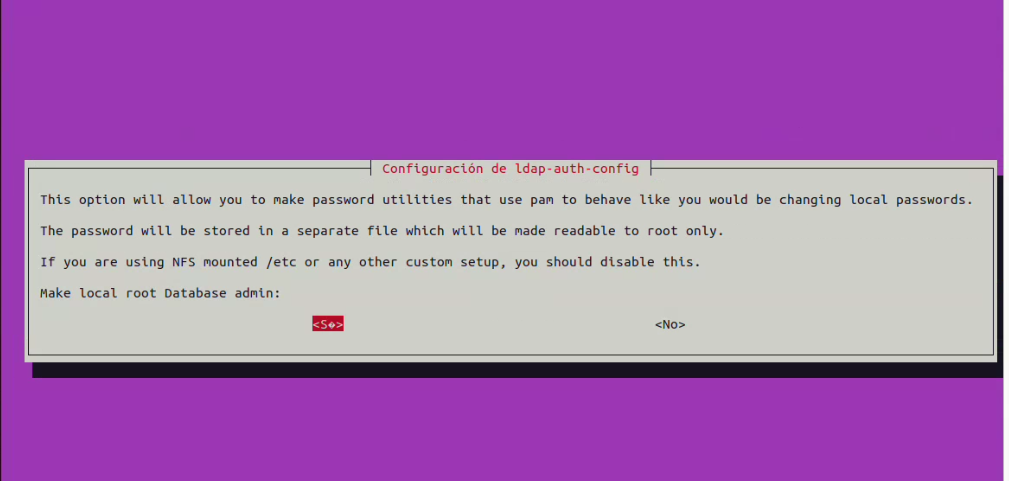 Configuración de ldap-auth-config
This option will allow you to make password utilities that use pam to behave like you would be changing local passwords.
The password will be stored in a separate file which will be made readable to root only.
If you are using NFS mounted /etc or any other custom setup, you should disable this.
Make local root Database admin:
<S�> <No>